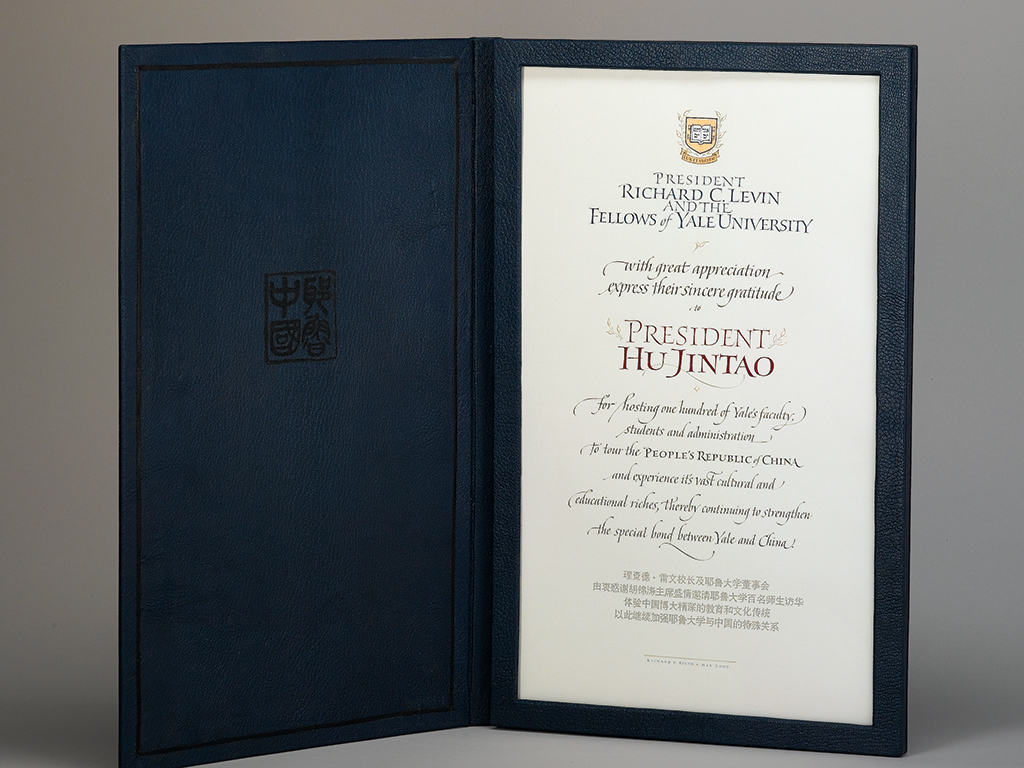 中國
耶魯
PRESIDENT
RICHARD C. LEVIN
AND THE
FELLOWS of YALE UNIVERSITY
with great appreciation
express their sincere gratitude
to
PRESIDENT
HU JINTAO
For hosting one hundred of Yale's faculty,
students and administration
to tour the PEOPLE'S REPUBLIC of CHINA
and experience it's vast cultural and
educational riches, thereby continuing to strengthen
the special bond between Yale and China!
理查德·雷文校长及耶鲁大学董事会
由衷感谢胡锦涛主席盛情邀请耶鲁大学百名师生访华
体验中国博大精深的教育和文化传统
以此继续加强耶鲁大学与中国的特殊关系